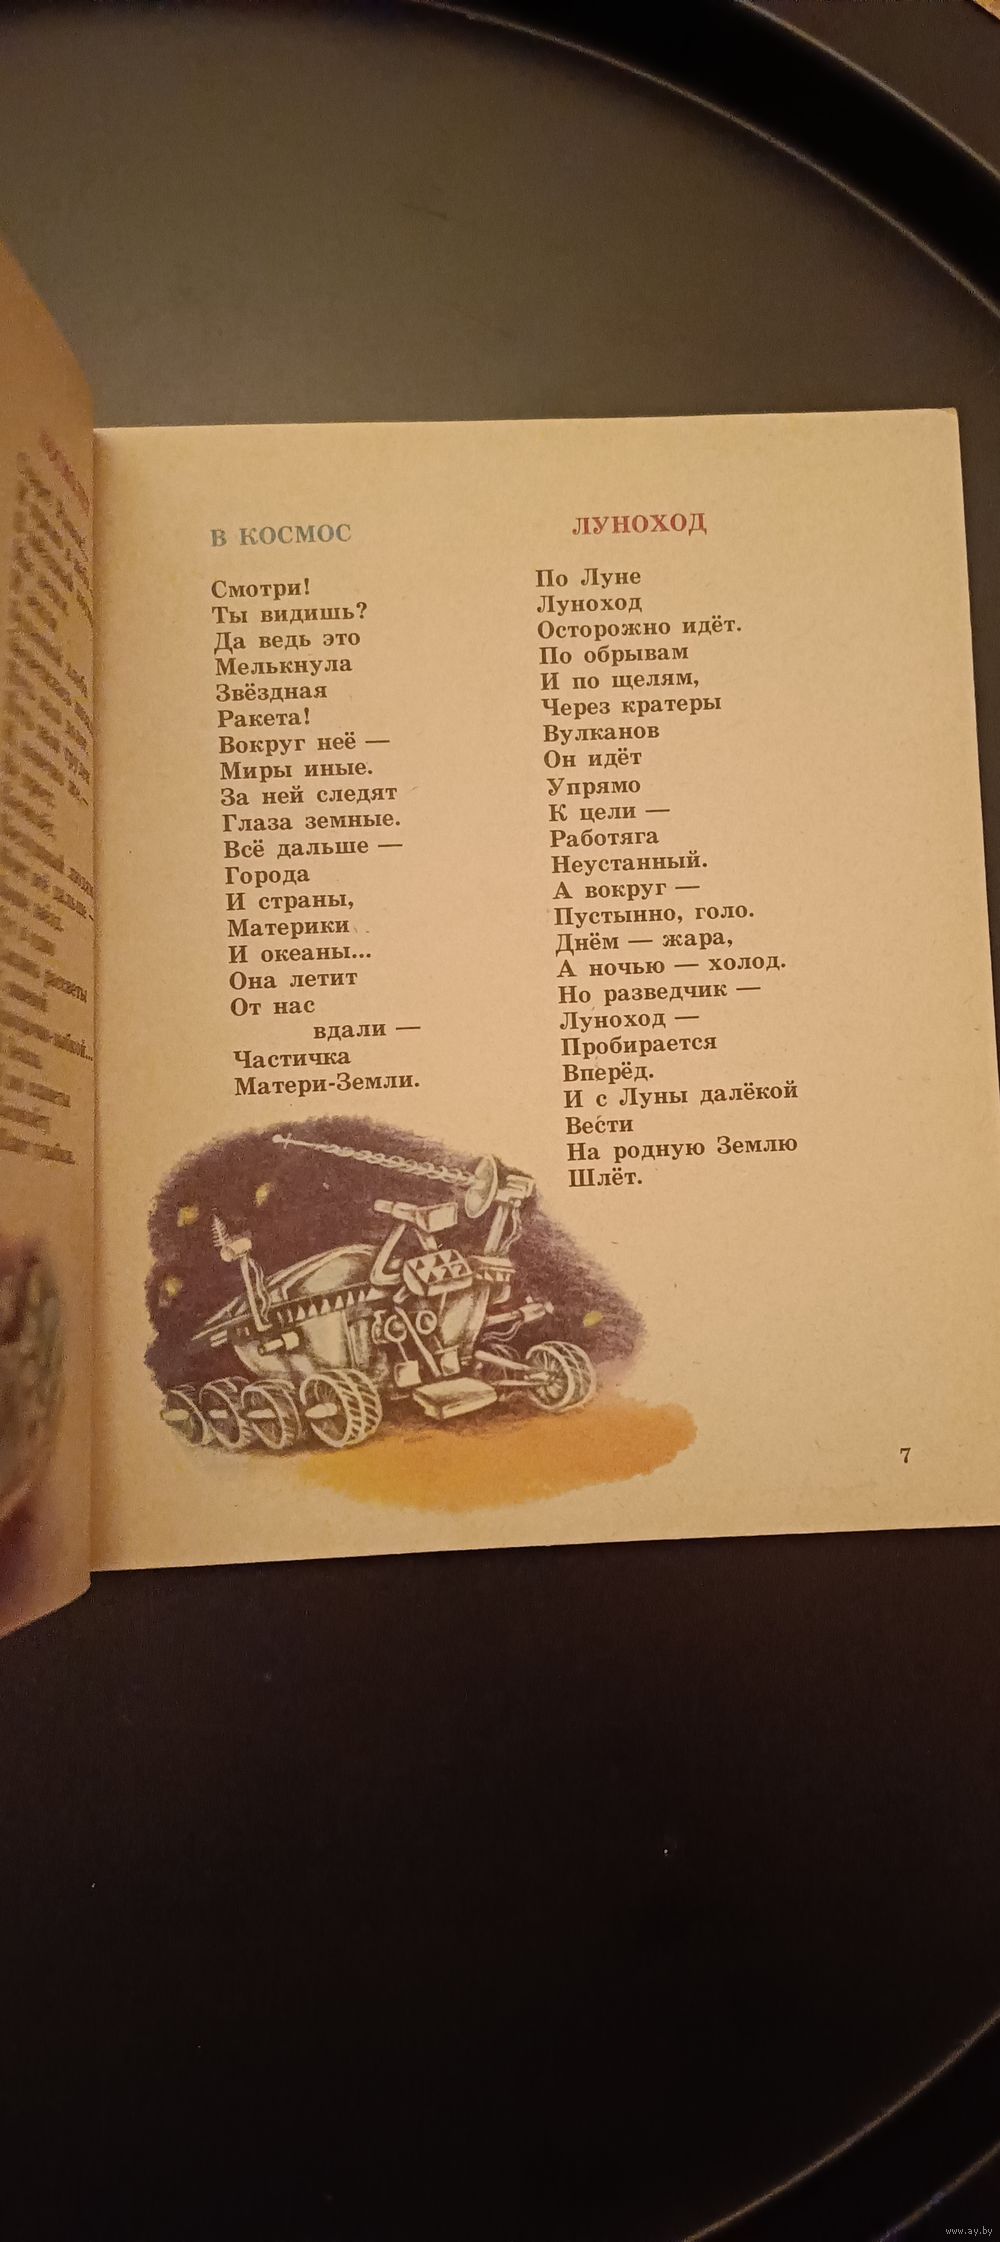 В КОСМОС
Смотри!
Ты видишь?
Да ведь это
Мелькнула
Звёздная
Ракета!
Вокруг неё —
Миры иные.
За ней следят
Глаза земные.
Всё дальше —
Города
И страны,
Материки
И океаны...
Она летит
От нас
вдали —
Частичка
Матери-Земли.
ЛУНОХОД
По Луне
Луноход
Осторожно идёт.
По обрывам
И по щелям,
Через кратеры
Вулканов
Он идёт
Упрямо
К цели —
Работяга
Неустанный.
А вокруг —
Пустынно, голо.
Днём — жара,
А ночью — холод.
Но разведчик —
Луноход —
Пробирается
Вперёд.
И с Луны далёкой
Вести
На родную Землю
Шлёт.
7
www.ay.by